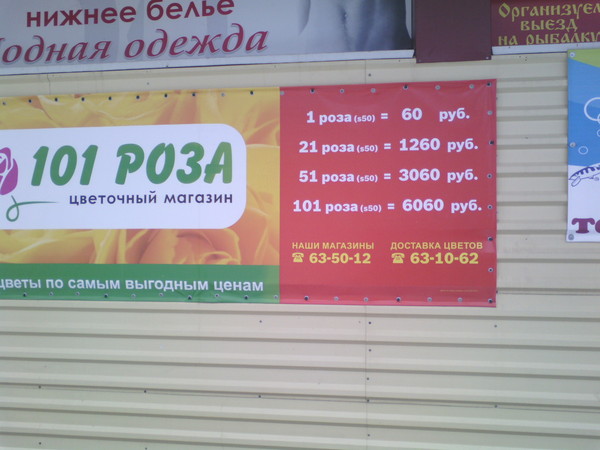 нижнее белье
Модная одежда
Организуем
выезд
на рыбалку
101 РОЗА
цветочный магазин
цветы по самым выгодным ценам
1 роза (s50) = 60 руб.
21 роза (s50) = 1260 руб.
51 роза (s50) = 3060 руб.
101 роза (s50) = 6060 руб.
НАШИ МАГАЗИНЫ
☎ 63-50-12
ДОСТАВКА ЦВЕТОВ
☎ 63-10-62